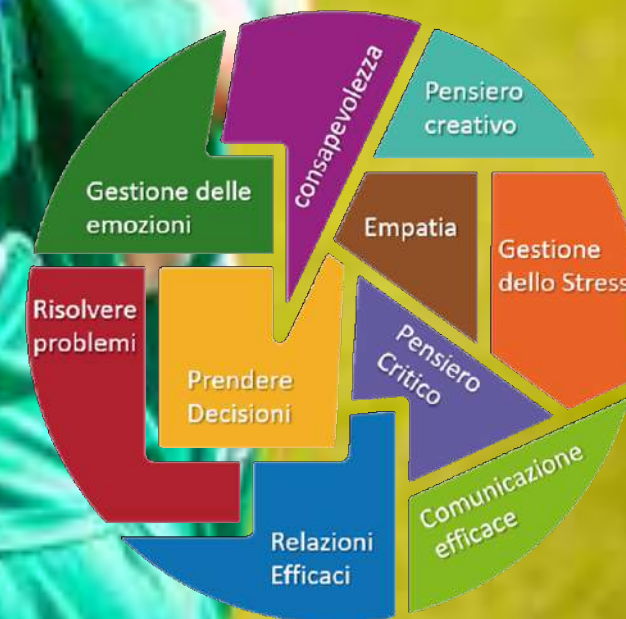 consapevolezza
Pensiero
creativo
Gestione delle
emozioni
Empatia
Gestione
dello Stress
Risolvere
problemi
Prendere
Decisioni
Pensiero
Critico
Comunicazione
efficace
Relazioni
Efficaci